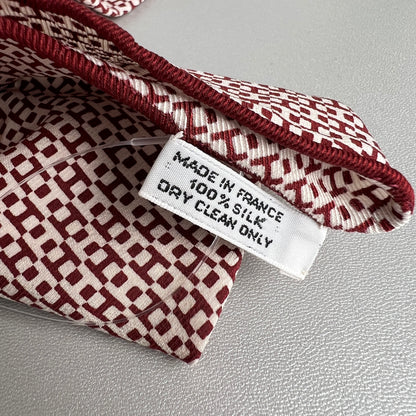 MADE IN FRANCE
100% SILK
DRY CLEAN ONLY